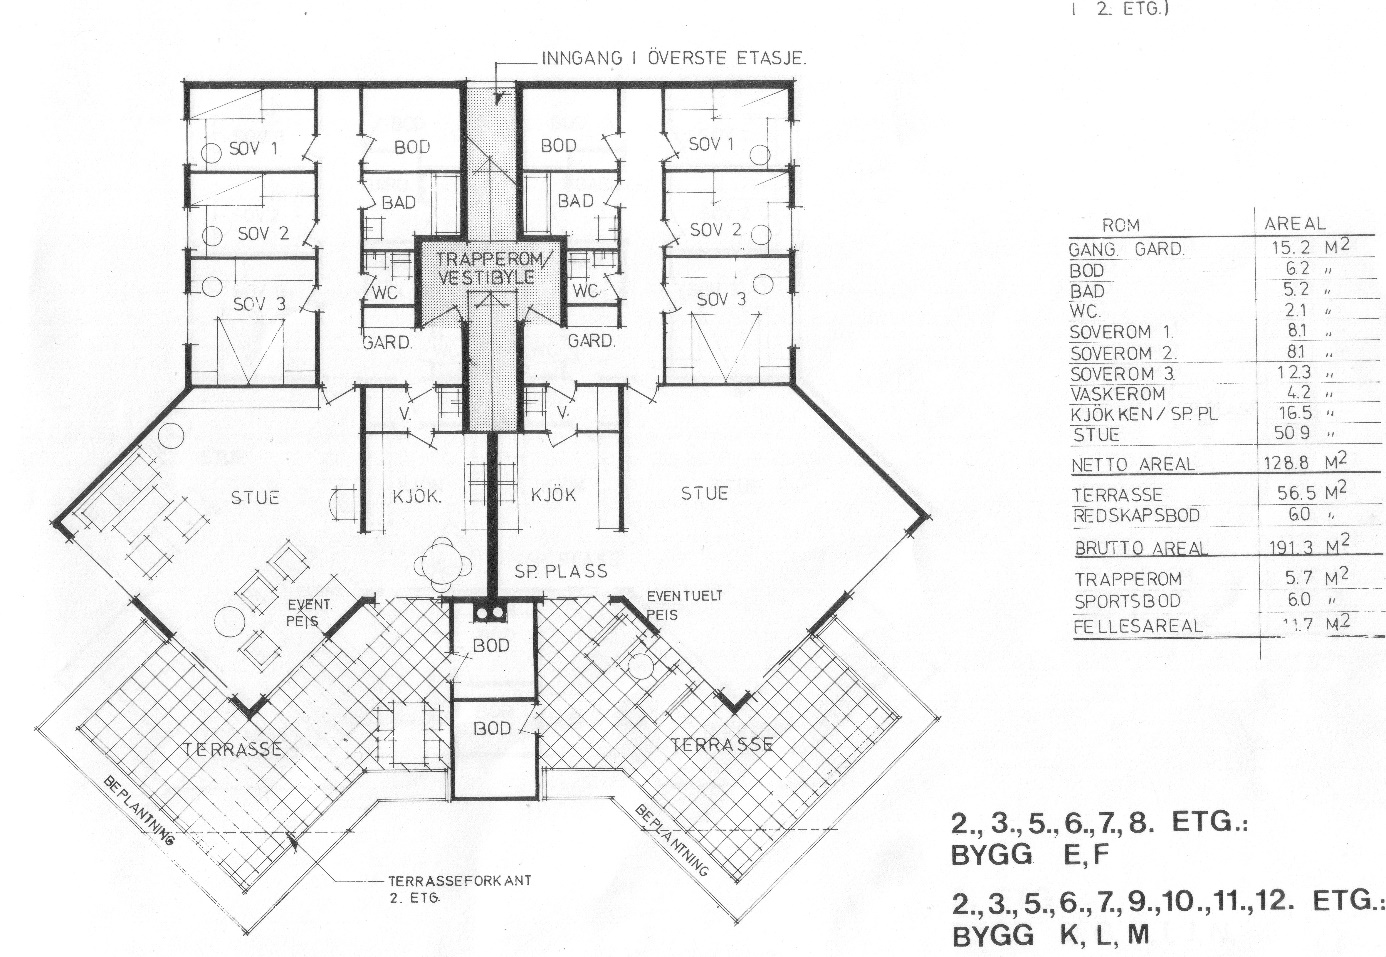 I 2. ETG.)
INNGANG I ÖVERSTE ETASJE.
SOV 1
BOD
BOD
SOV 1
BAD
BAD
SOV 2
SOV 2
TRAPPEROM/
VESTIBYLE
WC
WC
SOV 3
SOV 3
GARD.
GARD.
V.
V.
STUE
KJÖK.
KJÖK
STUE
SP. PLASS
EVENT.
PEIS
EVENTUELT
PEIS
BOD
BOD
TERRASSE
TERRASSE
BEPLANTNING
BEPLANTNING
TERRASSEFORKANT
2. ETG.
ROM AREAL
GANG. GARD. 15.2 M2
BOD 6.2 "
BAD 5.2 "
WC. 2.1 "
SOVEROM 1. 8.1 "
SOVEROM 2. 8.1 "
SOVEROM 3. 12.3 "
VASKEROM 4.2 "
KJÖKKEN/SP.PL 16.5 "
STUE 50.9 "
NETTO AREAL 128.8 M2
TERRASSE 56.5 M2
REDSKAPSBOD 6.0 "
BRUTTO AREAL 191.3 M2
TRAPPEROM 5.7 M2
SPORTSBOD 6.0 "
FELLESAREAL 11.7 M2
2., 3., 5., 6., 7., 8. ETG.:
BYGG E, F
2., 3., 5., 6., 7., 9., 10., 11., 12. ETG.:
BYGG K, L, M